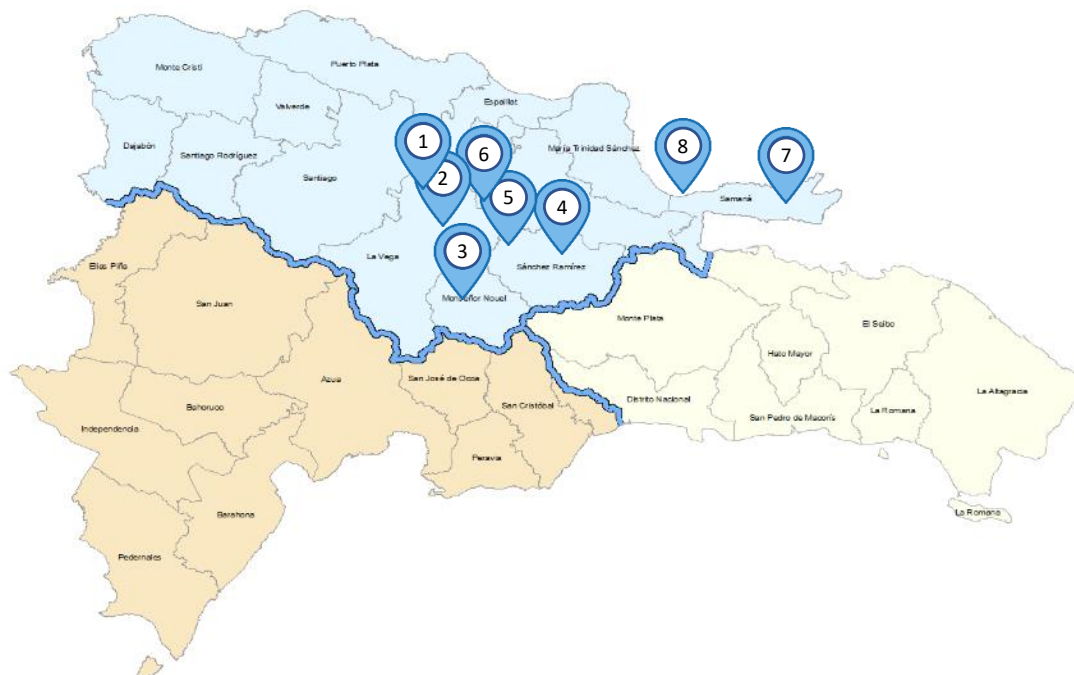 Puerto Plata
Monte Cristi
Espaillat
Valverde
1
8
7
6
Dajabón
María Trinidad Sánchez
Santiago Rodríguez
Santiago
2
5
4
Samaná
3
La Vega
Sánchez Ramírez
Elías Piña
Monseñor Nouel
San Juan
Monte Plata
El Seibo
Hato Mayor
Azua
San José de Ocoa
La Altagracia
Distrito Nacional
San Cristóbal
Bahoruco
San Pedro de Macorís
La Romana
Independencia
Peravia
Barahona
La Romana
Pedernales